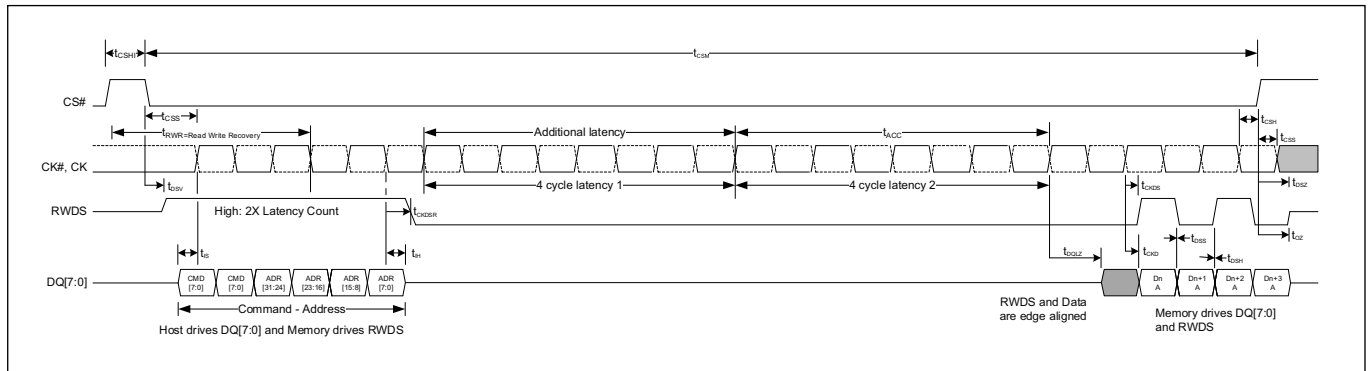 tCSHI
tCSM
CS#
tCSS
tCSH
tRWR=Read Write Recovery
Additional latency
tACC
tCSS
CK#, CK
tDSV
4 cycle latency 1
4 cycle latency 2
tCKDS
tDSZ
RWDS
High: 2X Latency Count
tCKDSR
tIS
tIH
tDQLZ
tCKD
tDSS
tDSH
tOZ
DQ[7:0]
CMD
[7:0]
CMD
[7:0]
ADR
[31:24]
ADR
[23:16]
ADR
[15:8]
ADR
[7:0]
Dn
A
Dn+1
A
Dn+2
A
Dn+3
A
Command - Address
Host drives DQ[7:0] and Memory drives RWDS
RWDS and Data
are edge aligned
Memory drives DQ[7:0]
and RWDS